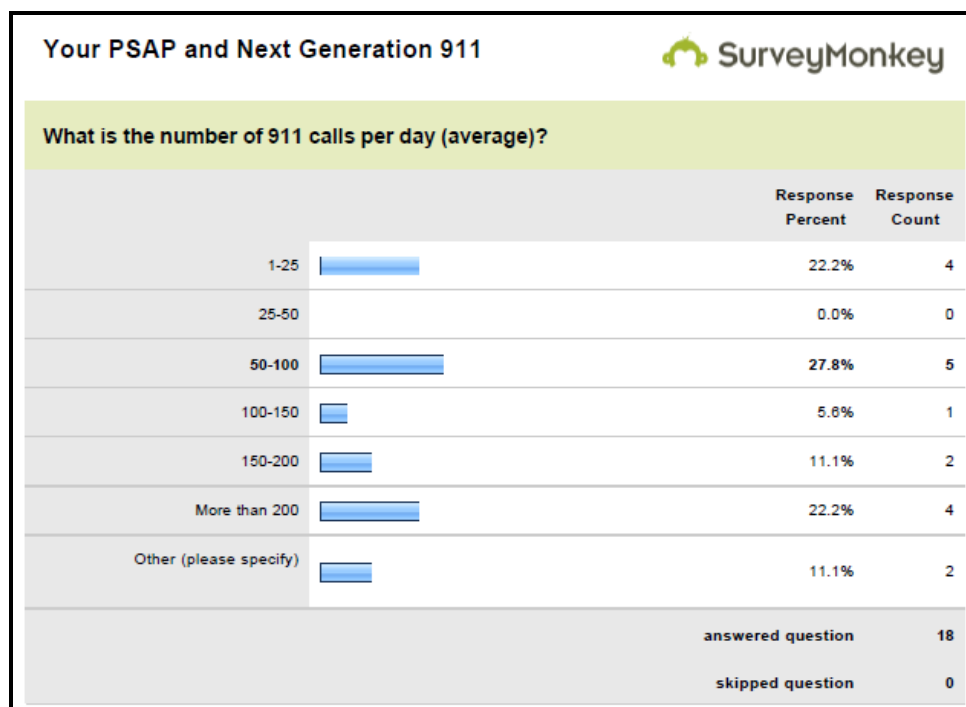 Your PSAP and Next Generation 911
SurveyMonkey
What is the number of 911 calls per day (average)?
Response Response
Percent Count
1-25 22.2% 4
25-50 0.0% 0
50-100 27.8% 5
100-150 5.6% 1
150-200 11.1% 2
More than 200 22.2% 4
Other (please specify) 11.1% 2
answered question 18
skipped question 0